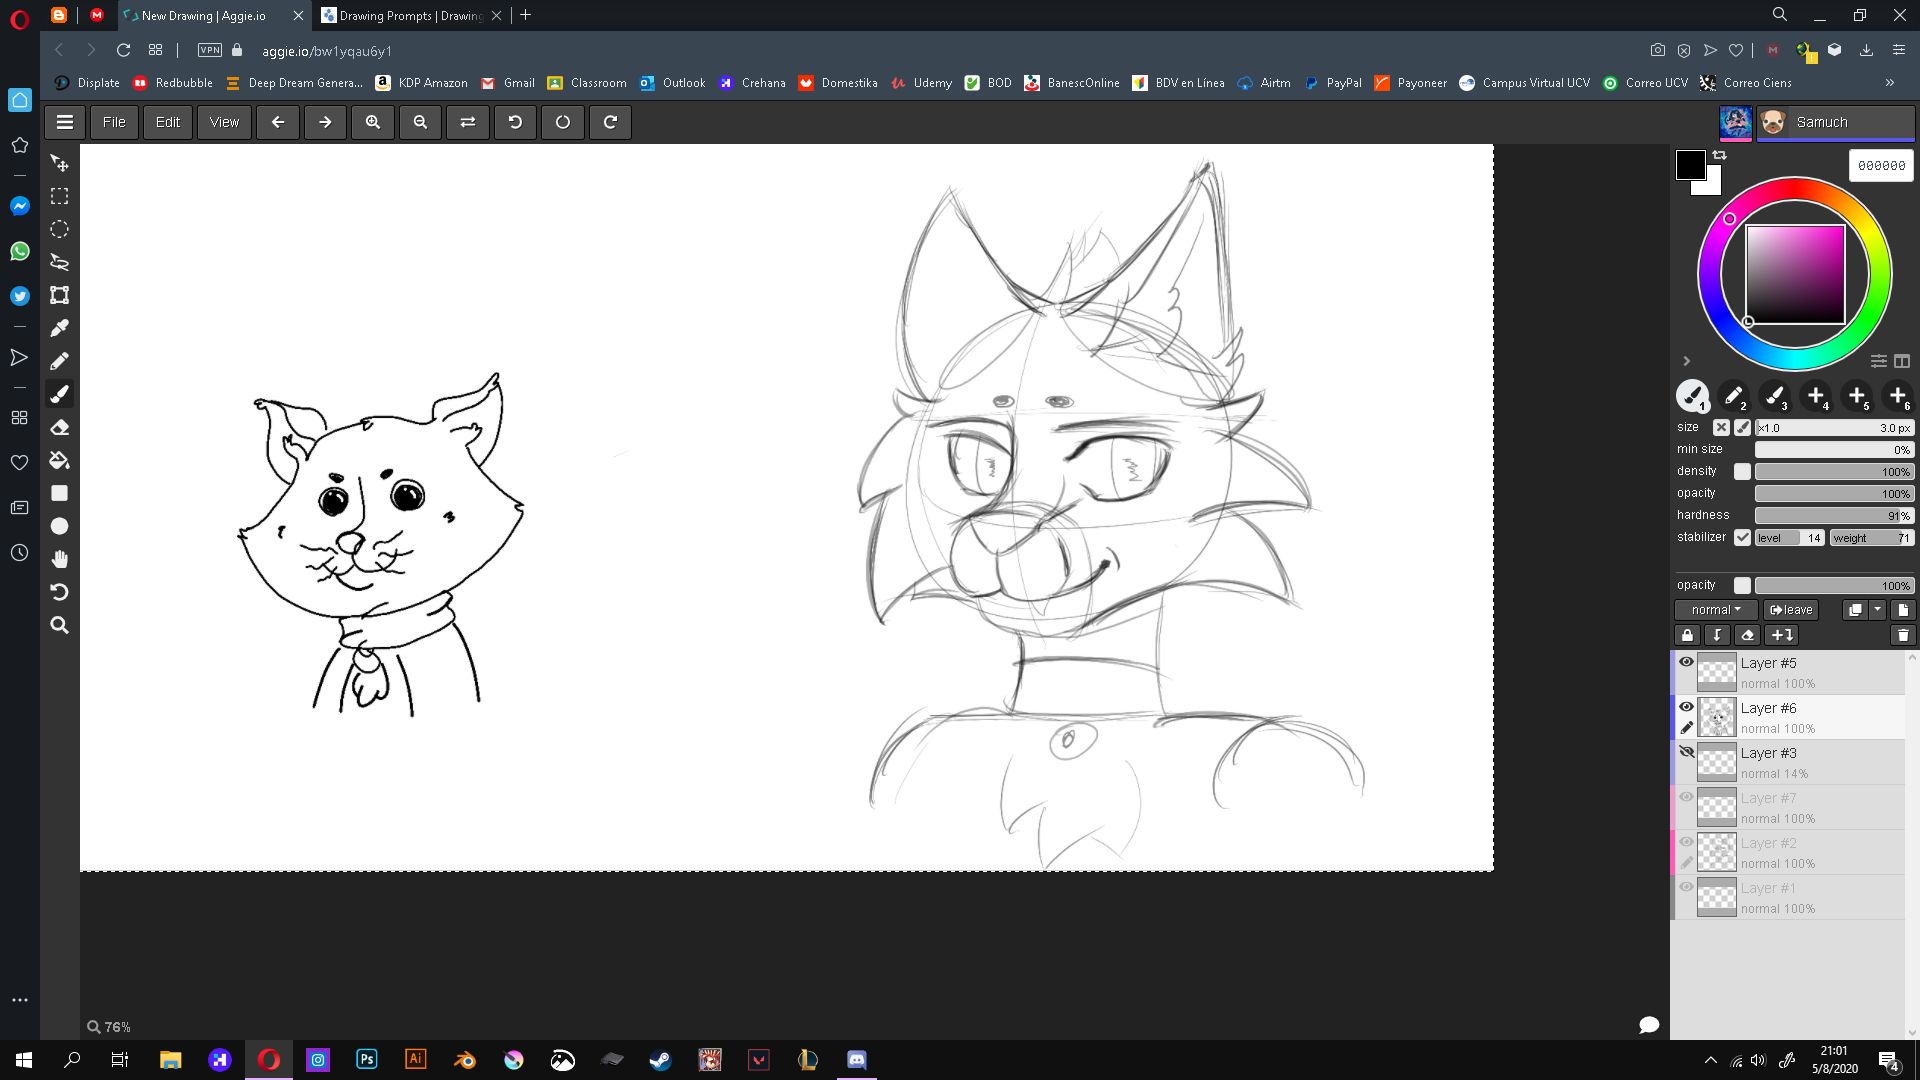 New Drawing | Aggie.io
Drawing Prompts | Drawing
VPN
aggie.io/bw1yqau6y1
Displate
Redbubble
Deep Dream Genera...
KDP Amazon
Gmail
Classroom
Outlook
Crehana
Domestika
Udemy
BOD
BanescOnline
BDV en Línea
Airtm
PayPal
Payoneer
Campus Virtual UCV
Correo UCV
Correo Ciens
File
Edit
View
Samuch
000000
1
2
3
4
5
6
size
x1.0
3.0 px
min size
0%
density
100%
opacity
100%
hardness
91%
stabilizer
level
14
weight
71
opacity
100%
normal
leave
Layer #5
normal 100%
Layer #6
normal 100%
Layer #3
normal 14%
Layer #7
normal 100%
Layer #2
normal 100%
Layer #1
normal 100%
76%
Ps
Ai
21:01
5/8/2020
4